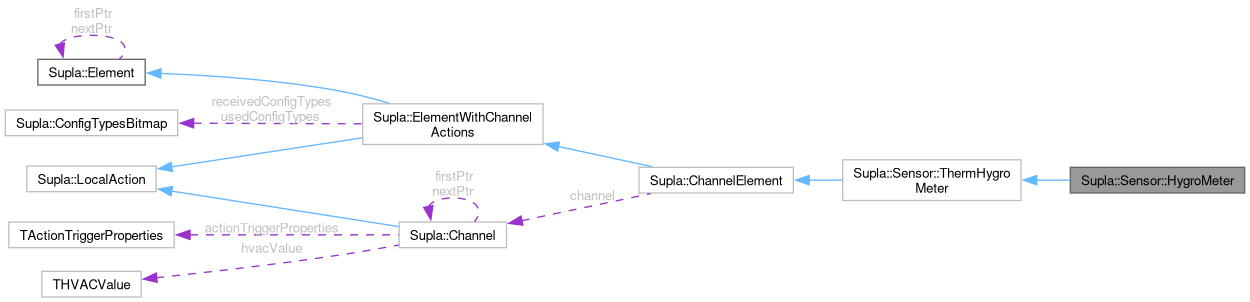 firstPtr
nextPtr
Supla::Element
receivedConfigTypes
usedConfigTypes
Supla::ConfigTypesBitmap
Supla::ElementWithChannel
Actions
Supla::LocalAction
firstPtr
nextPtr
channel
Supla::ChannelElement
Supla::Sensor::ThermHygro
Meter
Supla::Sensor::HygroMeter
actionTriggerProperties
TActionTriggerProperties
Supla::Channel
hvacValue
THVACValue